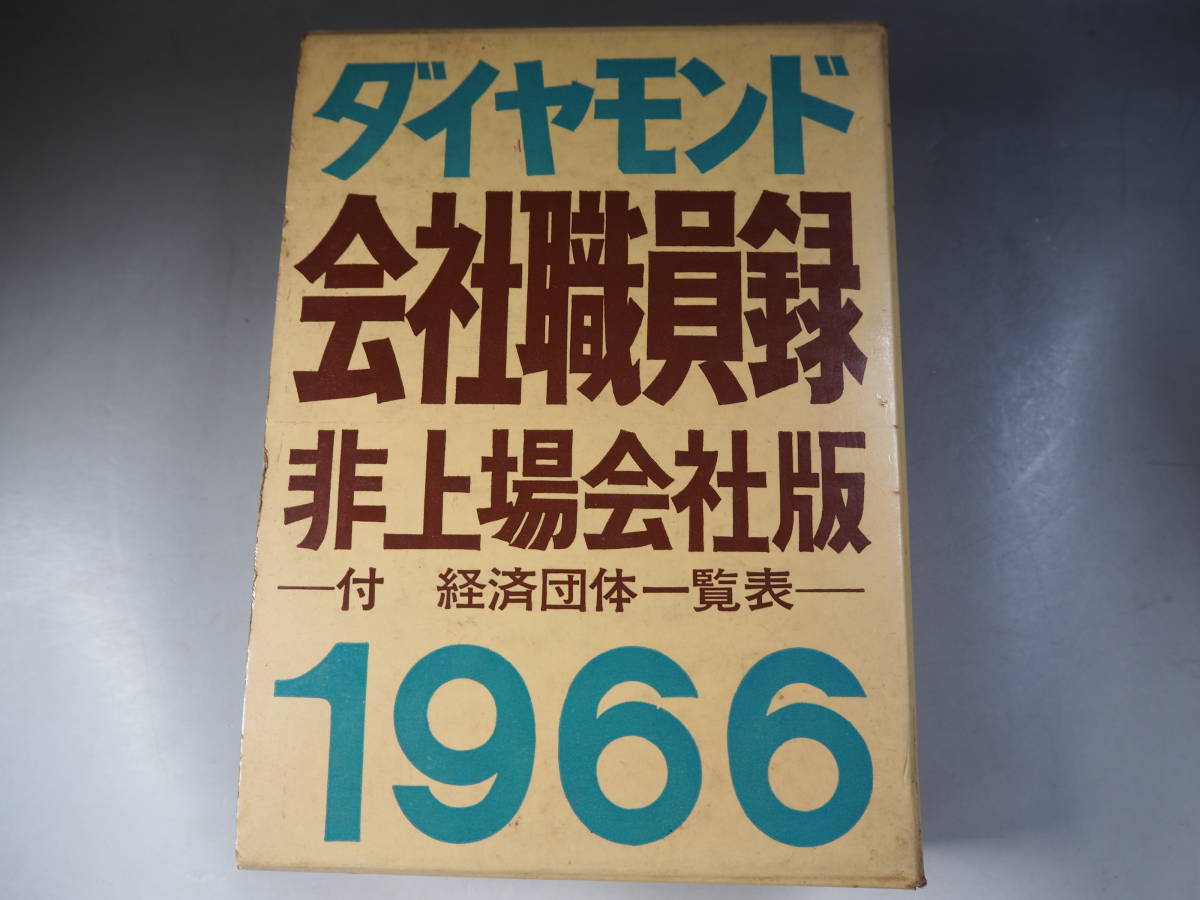 ダイヤモンド
会社職員録
非上場会社版
―付　経済団体一覧表―
1966